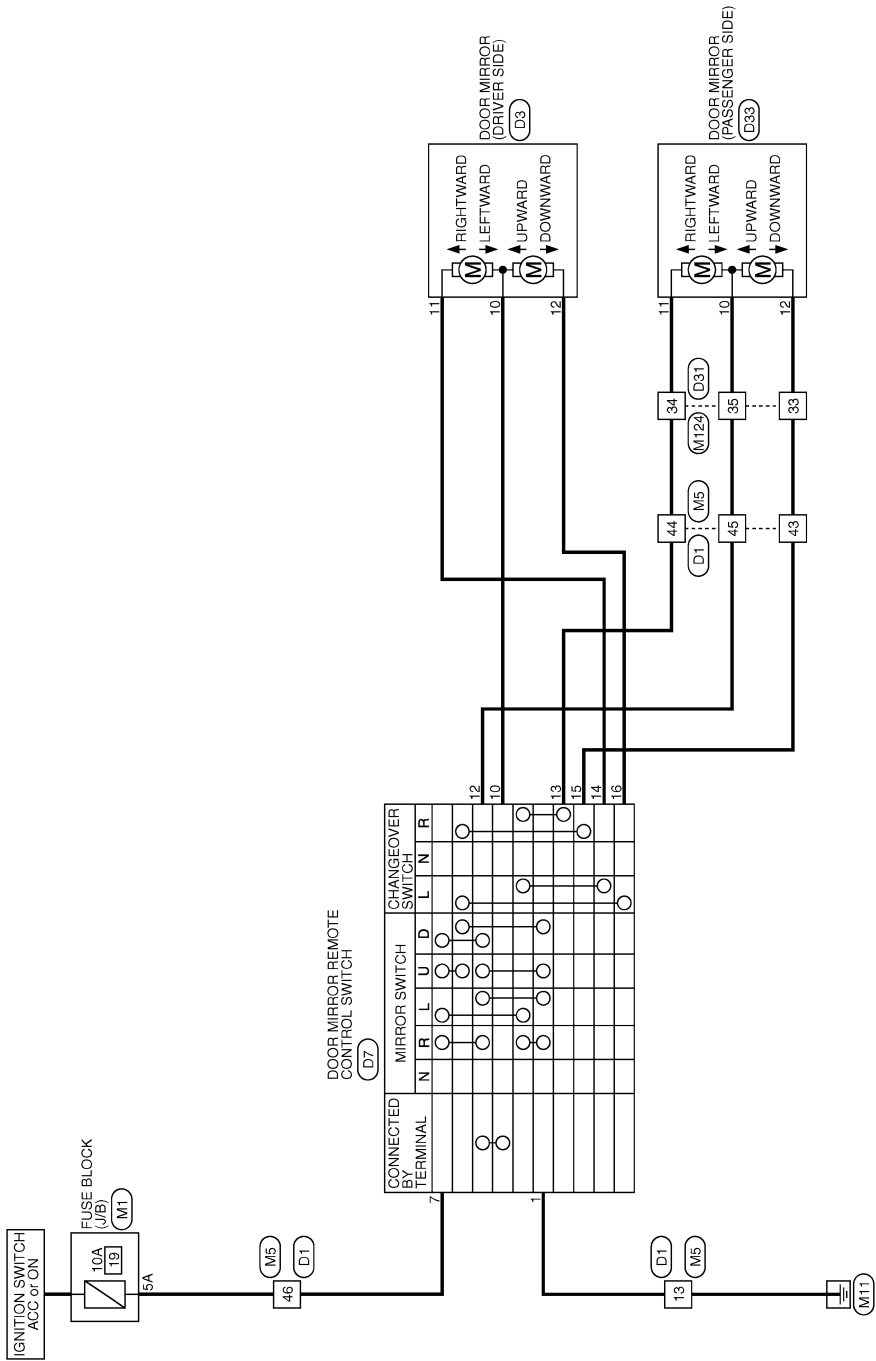 IGNITION SWITCH
ACC or ON
FUSE BLOCK
(J/B)
M1
10A
19
5A
M5
D1
46
7
1
D1
M5
13
M11
DOOR MIRROR REMOTE
CONTROL SWITCH
D7
CONNECTED
BY
TERMINAL
MIRROR SWITCH
N R L U D
CHANGEOVER
SWITCH
L N R
12
10
13
15
14
16
D1
M5
44
45
43
M124
D31
34
35
33
11
10
12
M
M
RIGHTWARD
LEFTWARD
UPWARD
DOWNWARD
DOOR MIRROR
(DRIVER SIDE)
D3
11
10
12
M
M
RIGHTWARD
LEFTWARD
UPWARD
DOWNWARD
DOOR MIRROR
(PASSENGER SIDE)
D33